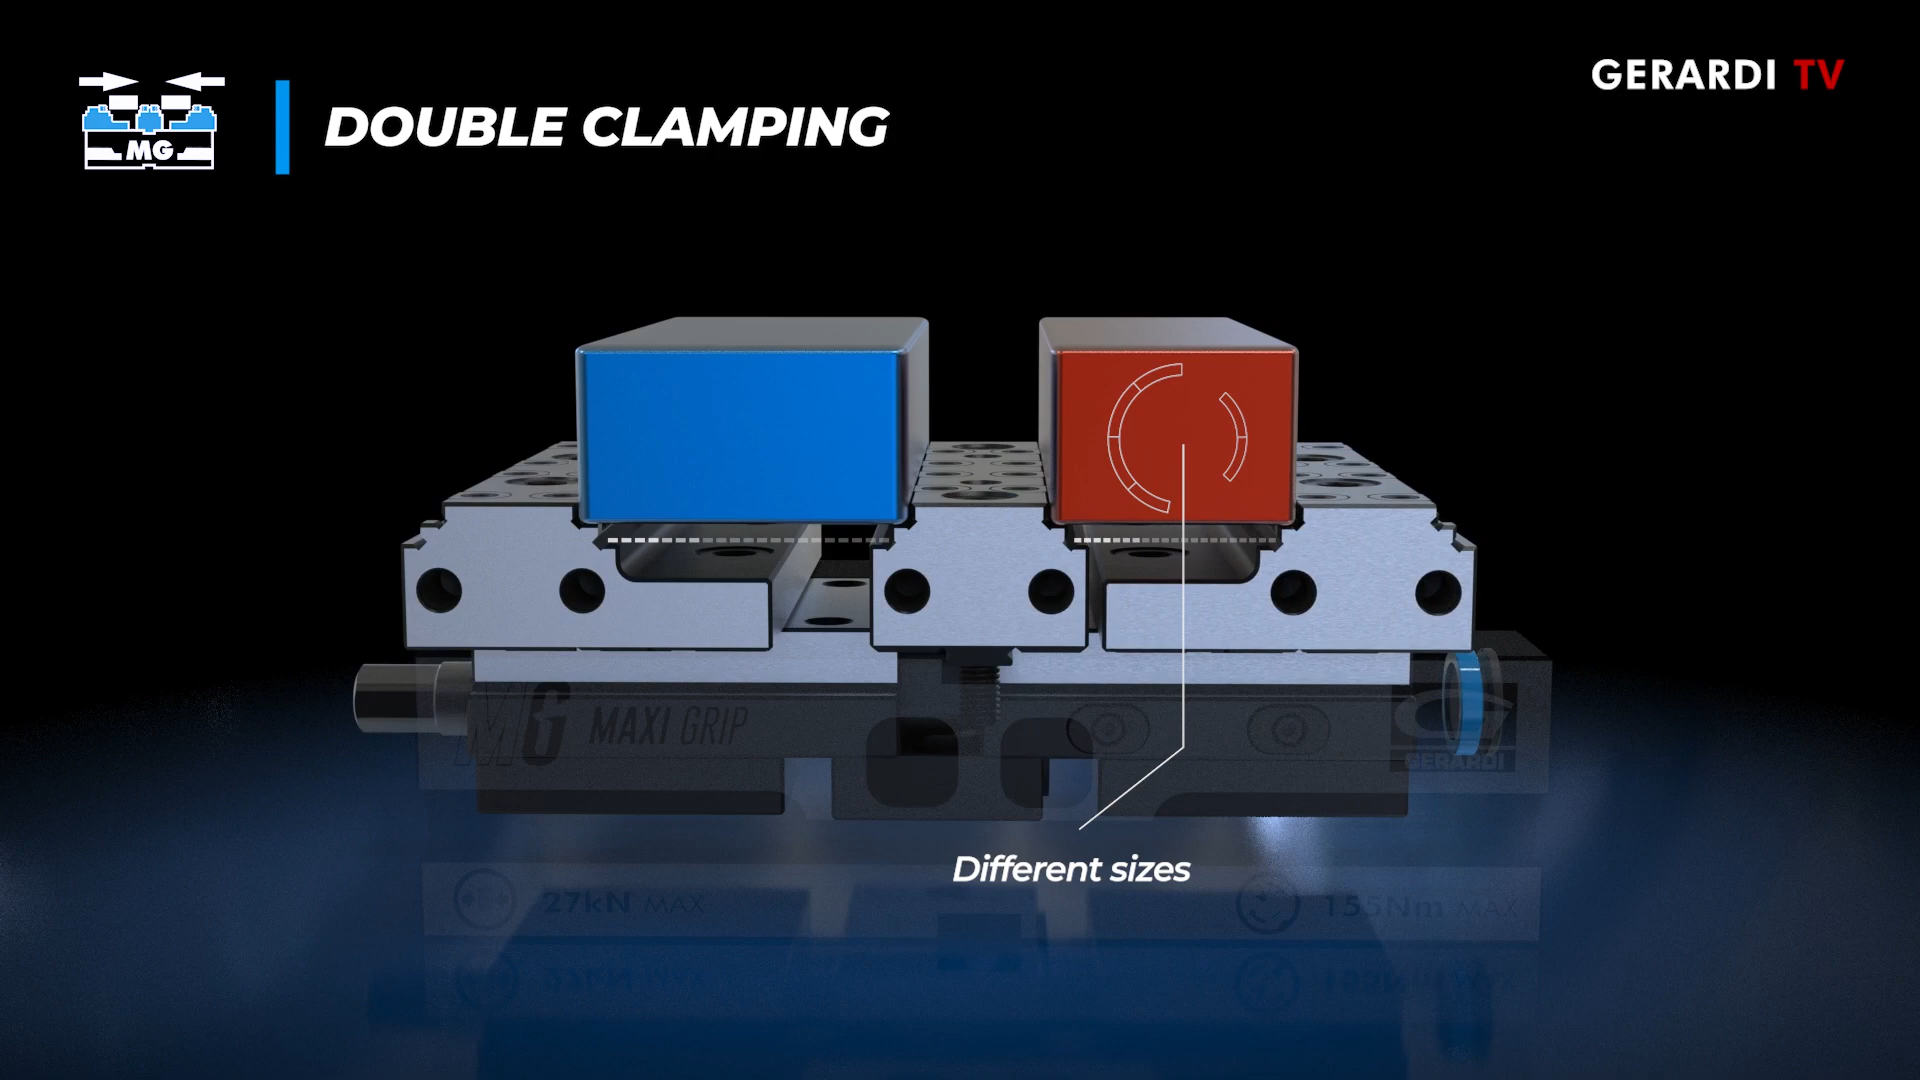 GERARDI TV
MG
DOUBLE CLAMPING
MG MAXI GRIP
GERARDI
Different sizes
27kN MAX
155Nm MAX